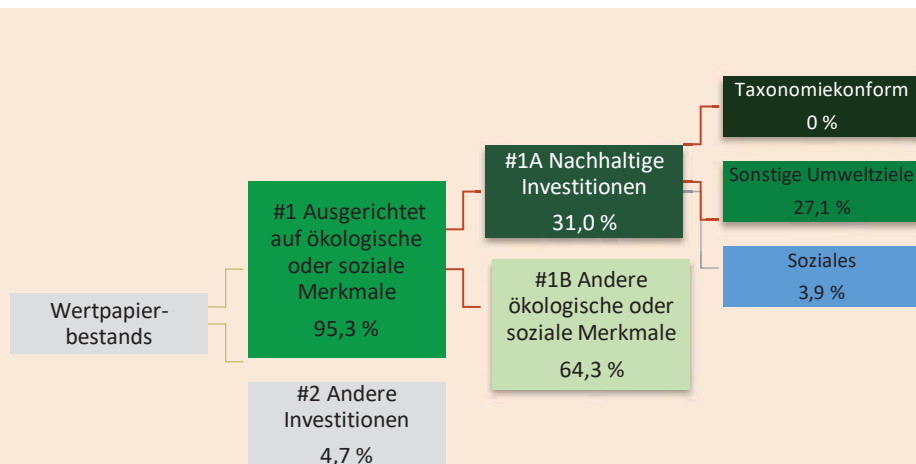 Wertpapier-
bestands
#1 Ausgerichtet
auf ökologische
oder soziale
Merkmale
95,3 %
#2 Andere
Investitionen
4,7 %
#1A Nachhaltige
Investitionen
31,0 %
#1B Andere
ökologische oder
soziale Merkmale
64,3 %
Taxonomiekonform
0 %
Sonstige Umweltziele
27,1 %
Soziales
3,9 %